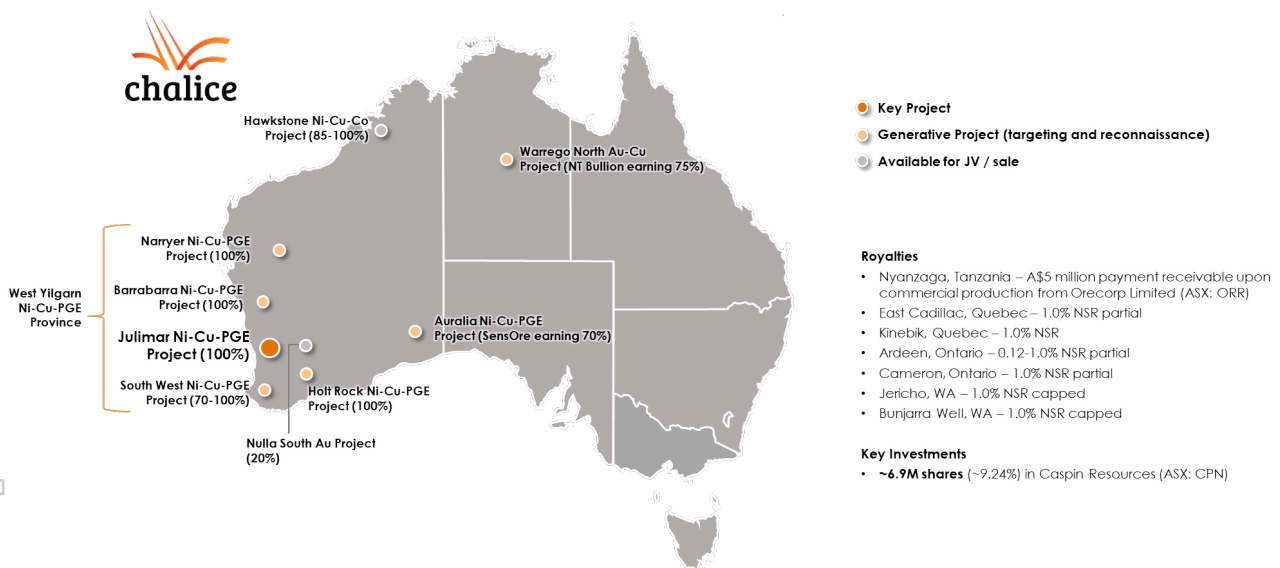 chalice
Hawkstone Ni-Cu-Co
Project (85-100%)
Warrego North Au-Cu
Project (NT Bullion earning 75%)
Narryer Ni-Cu-PGE
Project (100%)
West Yilgarn
Ni-Cu-PGE
Province
Barrabarra Ni-Cu-PGE
Project (100%)
Julimar Ni-Cu-PGE
Project (100%)
Auralia Ni-Cu-PGE
Project (SensOre earning 70%)
South West Ni-Cu-PGE
Project (70-100%)
Holt Rock Ni-Cu-PGE
Project (100%)
Nulla South Au Project
(20%)
Key Project
Generative Project (targeting and reconnaissance)
Available for JV / sale
Royalties
• Nyanzaga, Tanzania – A$5 million payment receivable upon
commercial production from Orecorp Limited (ASX: ORR)
• East Cadillac, Quebec – 1.0% NSR partial
• Kinebik, Quebec – 1.0% NSR
• Ardeen, Ontario – 0.12-1.0% NSR partial
• Cameron, Ontario – 1.0% NSR partial
• Jericho, WA – 1.0% NSR capped
• Bunjarra Well, WA – 1.0% NSR capped
Key Investments
• ~6.9M shares (~9.24%) in Caspin Resources (ASX: CPN)